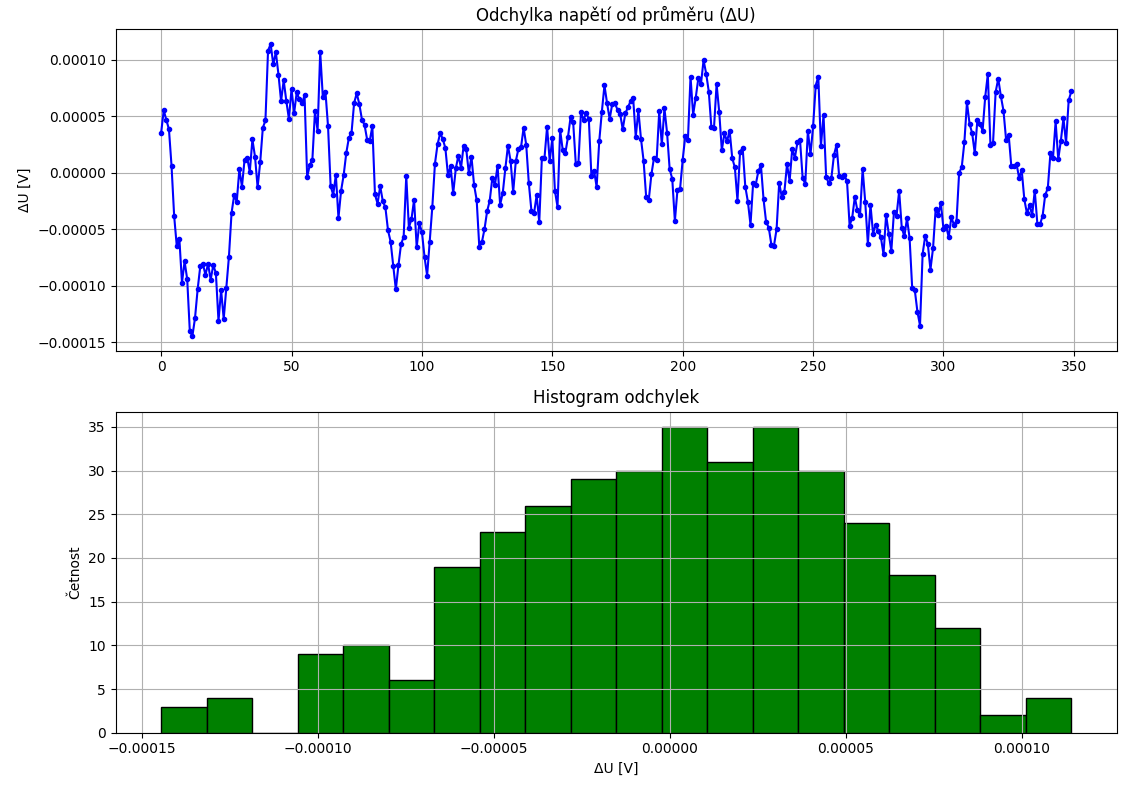 Odchylka napětí od průměru (ΔU)
ΔU [V]
0.00010
0.00005
0.00000
−0.00005
−0.00010
−0.00015
0 50 100 150 200 250 300 350
Histogram odchylek
Četnost
35
30
25
20
15
10
5
0
−0.00015 −0.00010 −0.00005 0.00000 0.00005 0.00010
ΔU [V]